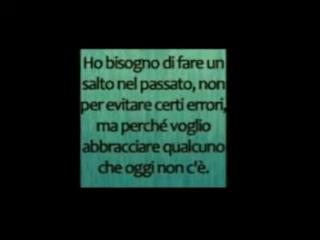 Ho bisogno di fare un
salto nel passato, non
per evitare certi errori,
ma perché voglio
abbracciare qualcuno
che oggi non c'è.